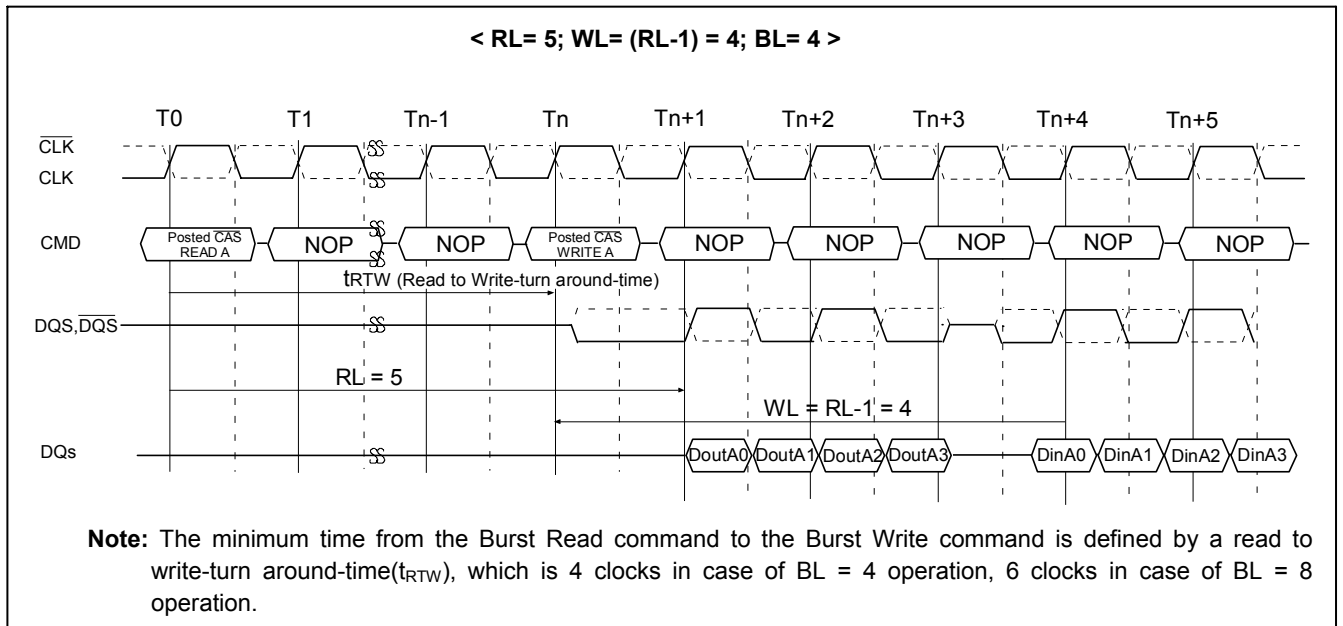 < RL= 5; WL= (RL-1) = 4; BL= 4 >
T0 T1 Tn-1 Tn Tn+1 Tn+2 Tn+3 Tn+4 Tn+5
CLK
CLK
CMD Posted CAS NOP NOP Posted CAS NOP NOP NOP NOP NOP
READ A WRITE A
tRTW (Read to Write-turn around-time)
DQS,DQS
RL = 5
WL = RL-1 = 4
DQs DoutA0 DoutA1 DoutA2 DoutA3 DinA0 DinA1 DinA2 DinA3
Note: The minimum time from the Burst Read command to the Burst Write command is defined by a read to
write-turn around-time(tRTW), which is 4 clocks in case of BL = 4 operation, 6 clocks in case of BL = 8
operation.